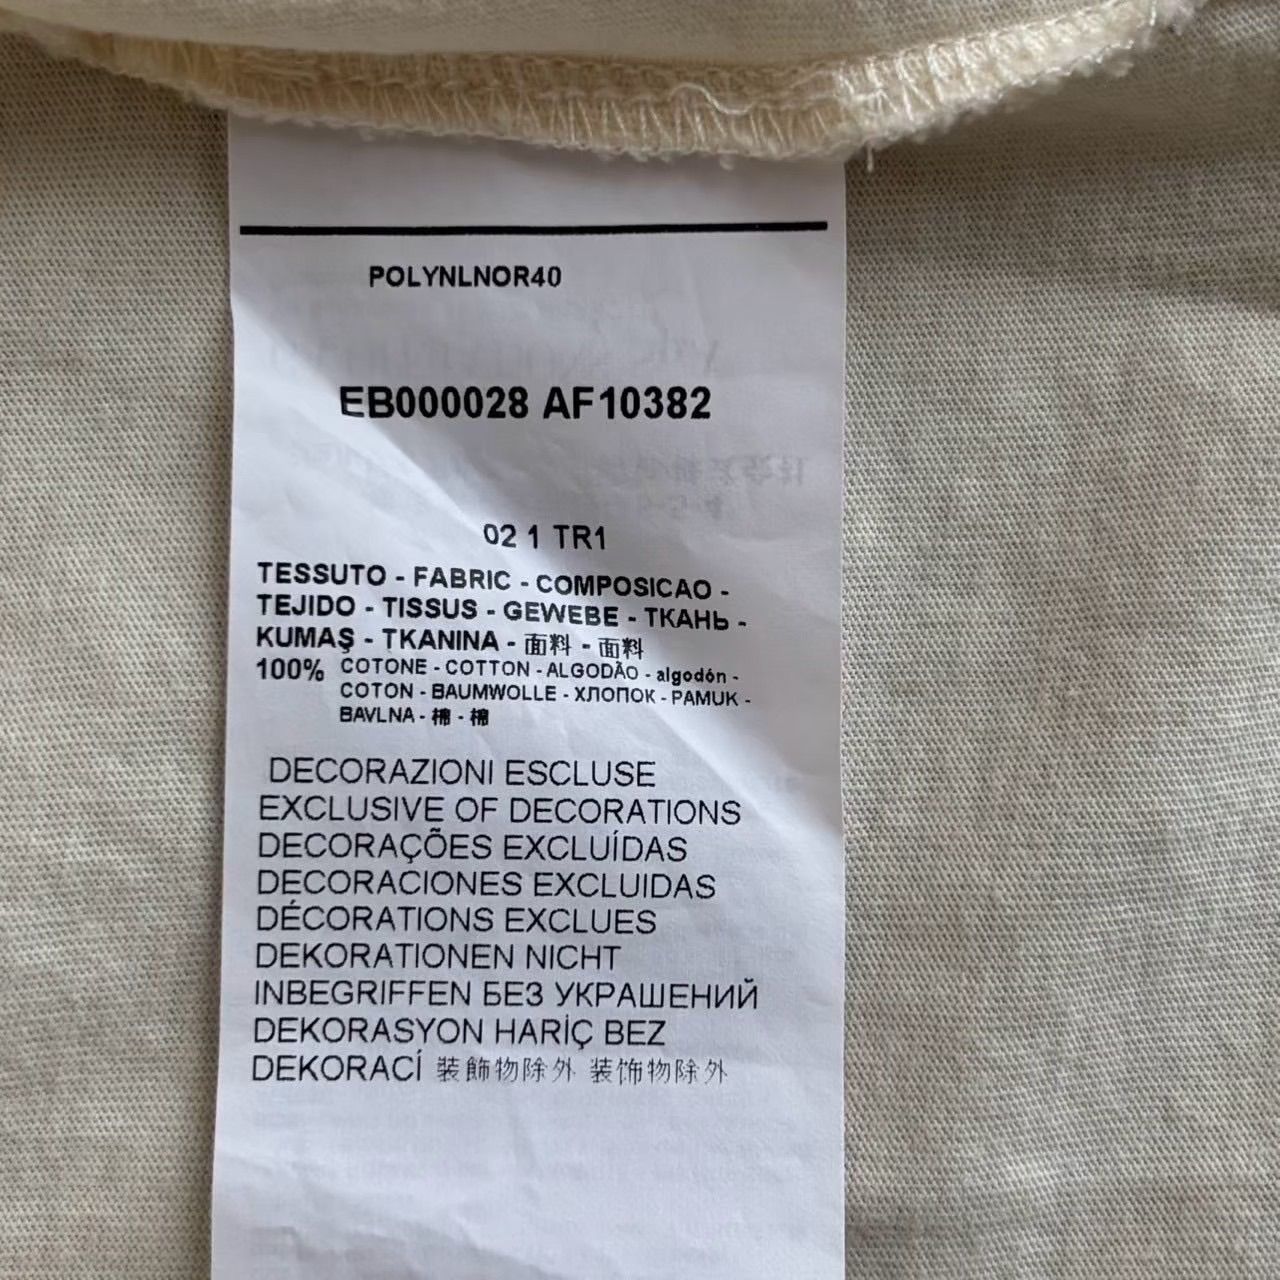 POLYNLNOR40
EB000028 AF10382
02 1 TR1
TESSUTO - FABRIC - COMPOSICAO -
TEJIDO - TISSUS - GEWEBE - ТКАНЬ -
KUMAŞ - TKANINA - 面料 - 面料
100% COTONE - COTTON - ALGODÃO - algodón -
COTON - BAUMWOLLE - ХЛОПОК - PAMUK -
BAVLNA - 棉 - 棉
DECORAZIONI ESCLUSE
EXCLUSIVE OF DECORATIONS
DECORAÇÕES EXCLUÍDAS
DECORACIONES EXCLUIDAS
DÉCORATIONS EXCLUES
DEKORATIONEN NICHT
INBEGRIFFEN БЕЗ УКРАШЕНИЙ
DEKORASYON HARİÇ BEZ
DEKORACÍ 装飾物除外 装饰物除外